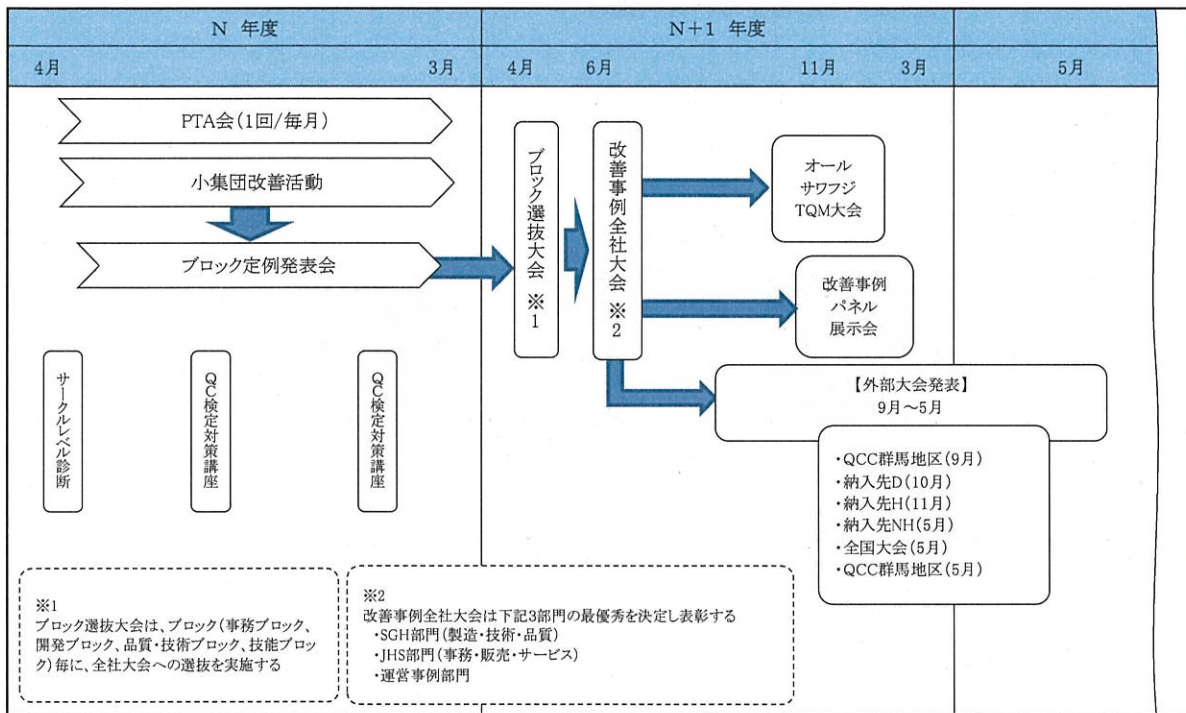 N 年度
N+1 年度
4月
3月
4月
6月
11月
3月
5月
PTA会(1回/毎月)
小集団改善活動
ブロック定例発表会
ブロック選抜大会 ※1
改善事例全社大会 ※2
オール
サワフジ
TQM大会
改善事例
パネル
展示会
サークルレベル診断
QC検定対策講座
QC検定対策講座
【外部大会発表】
9月~5月
・QCC群馬地区(9月)
・納入先D(10月)
・納入先H(11月)
・納入先NH(5月)
・全国大会(5月)
・QCC群馬地区(5月)
※1
ブロック選抜大会は、ブロック(事務ブロック、
開発ブロック、品質・技術ブロック、技能ブロッ
ク)毎に、全社大会への選抜を実施する
※2
改善事例全社大会は下記3部門の最優秀を決定し表彰する
・SGH部門(製造・技術・品質)
・JHS部門(事務・販売・サービス)
・運営事例部門